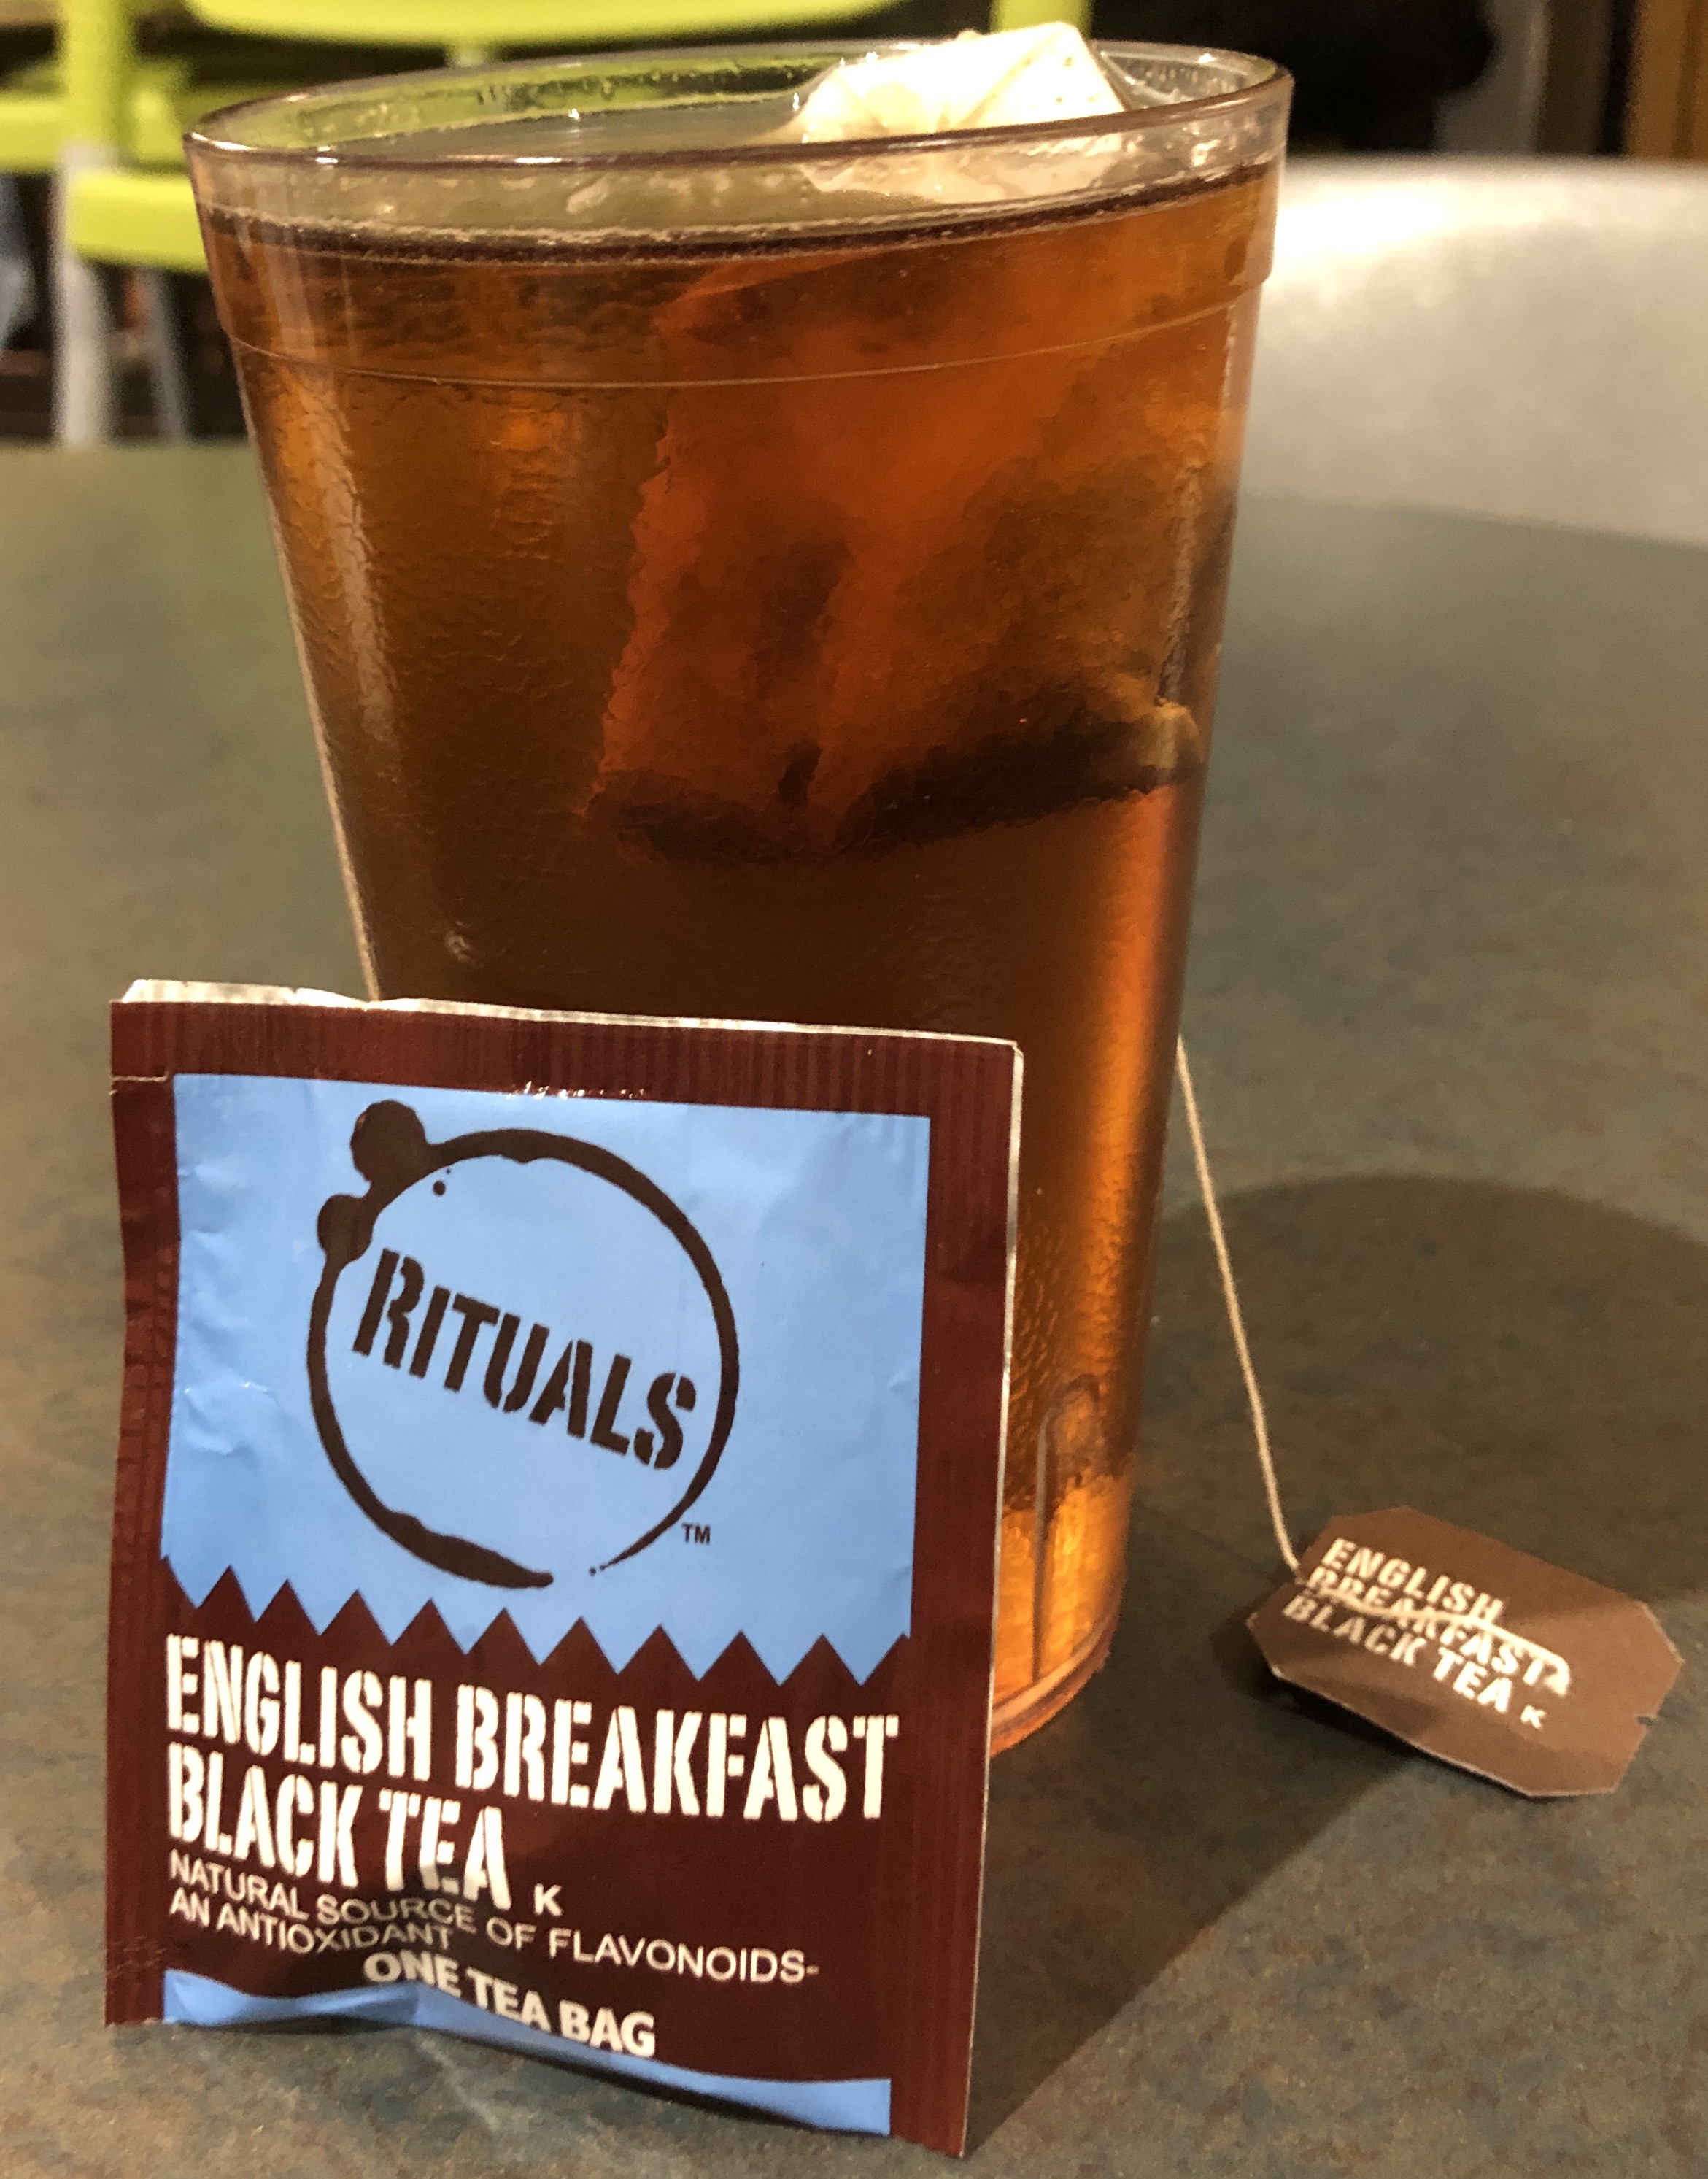 RITUALS
TM
ENGLISH BREAKFAST
BLACK TEA K
NATURAL SOURCE OF FLAVONOIDS-
AN ANTIOXIDANT
ONE TEA BAG
ENGLISH
BREAKFAST
BLACK TEA K